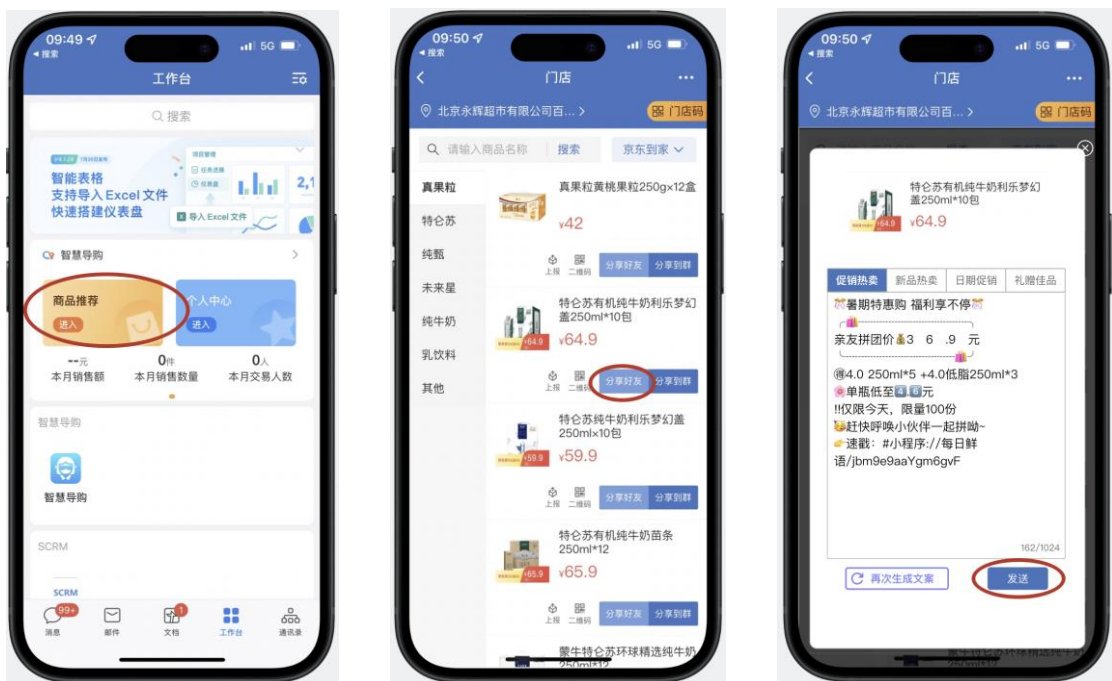 09:49
5G
搜索
工作台
搜索
智能表格
支持导入 Excel 文件
快速搭建仪表盘
项目管理
仪表盘
导入 Excel 文件
智慧导购
商品推荐
个人中心
进入
进入
--元
0件
0人
本月销售额
本月销售数量
本月交易人数
智慧导购
智慧导购
SCRM
SCRM
99+
1
消息
邮件
文档
工作台
通讯录
09:50
5G
搜索
门店
北京永辉超市有限公司百...
门店码
请输入商品名称
搜索
京东到家
真果粒
特仑苏
纯甄
未来星
纯牛奶
乳饮料
其他
真果粒黄桃果粒250g×12盒
¥42
上报 二维码 分享好友 分享到群
特仑苏有机纯牛奶利乐梦幻
盖250ml*10包
¥64.9
上报 二维码 分享好友 分享到群
特仑苏纯牛奶利乐梦幻盖
250ml×10包
¥59.9
上报 二维码 分享好友 分享到群
特仑苏有机纯牛奶苗条
250ml*12
¥65.9
上报 二维码 分享好友 分享到群
蒙牛特仑苏环球精选纯牛奶
250ml*12
09:50
5G
搜索
门店
北京永辉超市有限公司百...
门店码
特仑苏有机纯牛奶利乐梦幻
盖250ml*10包
¥64.9
促销热卖 新品热卖 日期促销 礼赠佳品
暑期特惠购 福利享不停
亲友拼团价💰3 6 .9 元
🉐4.0 250ml*5 +4.0低脂250ml*3
🌸单瓶低至4️⃣.6️⃣元
‼仅限今天，限量100份
🥳赶快呼唤小伙伴一起拼呦~
👉速戳：#小程序://每日鲜
语/jbm9e9aaYgm6gvF
162/1024
再次生成文案
发送